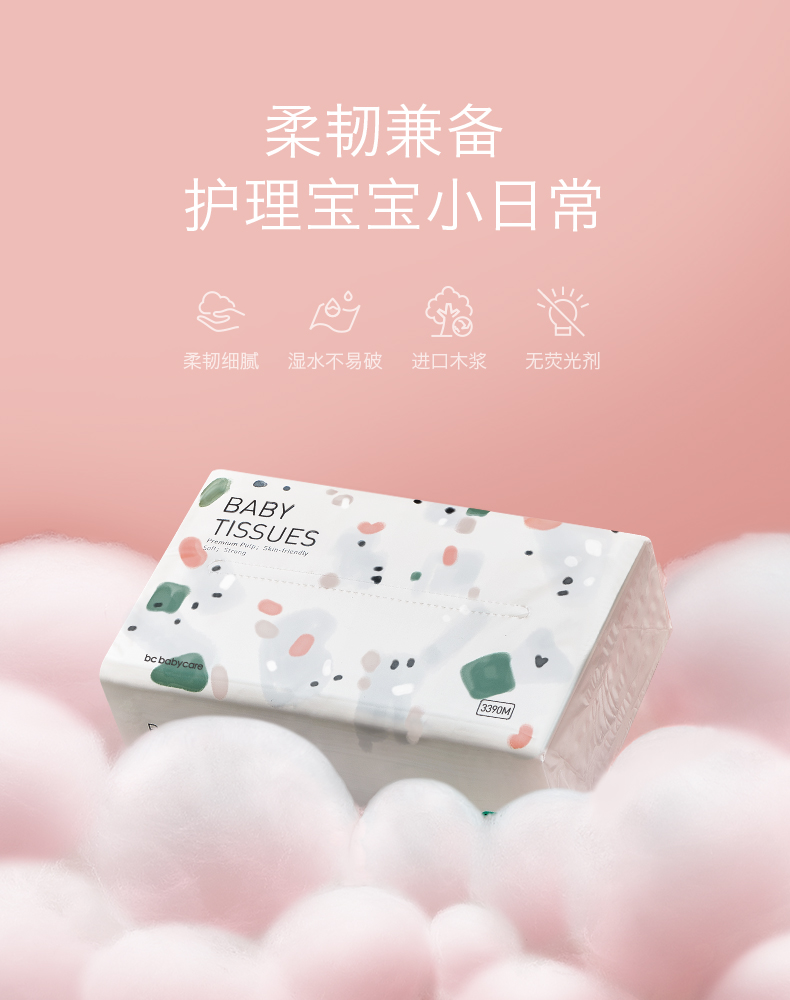 柔韧兼备
护理宝宝小日常
柔韧细腻 湿水不易破 进口木浆 无荧光剂
BABY
TISSUES
Premium Pulp; Skin-friendly
Soft; Strong
bc babycare
3390M